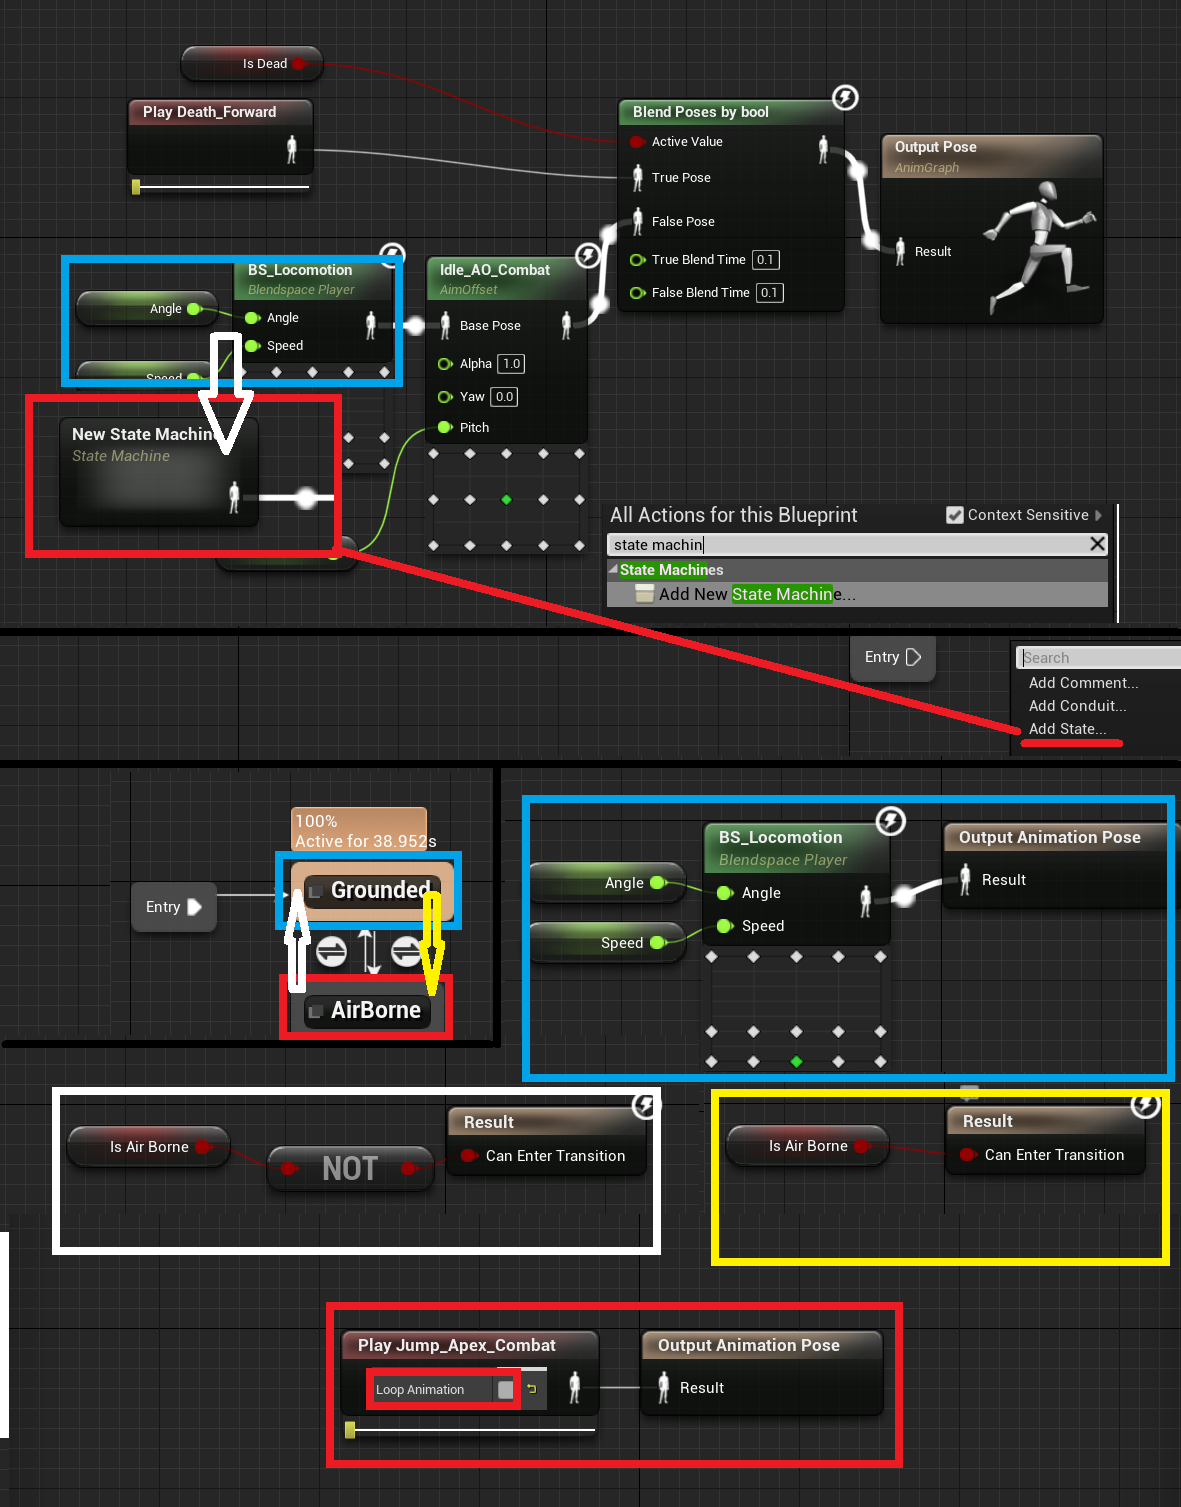 Is Dead
Play Death_Forward
Blend Poses by bool
Active Value
True Pose
False Pose
True Blend Time 0.1
False Blend Time 0.1
Output Pose
AnimGraph
Result
BS_Locomotion
Blendspace Player
Angle
Angle
Speed
Speed
Idle_AO_Combat
AimOffset
Base Pose
Alpha 1.0
Yaw 0.0
Pitch
New State Machin
State Machine
All Actions for this Blueprint
Context Sensitive
state machin
State Machines
Add New State Machine...
Entry
Search
Add Comment...
Add Conduit...
Add State...
100%
Active for 38.952s
Entry
Grounded
AirBorne
Angle
Speed
BS_Locomotion
Blendspace Player
Angle
Speed
Output Animation Pose
Result
Is Air Borne
NOT
Result
Can Enter Transition
Is Air Borne
Result
Can Enter Transition
Play Jump_Apex_Combat
Loop Animation
Output Animation Pose
Result